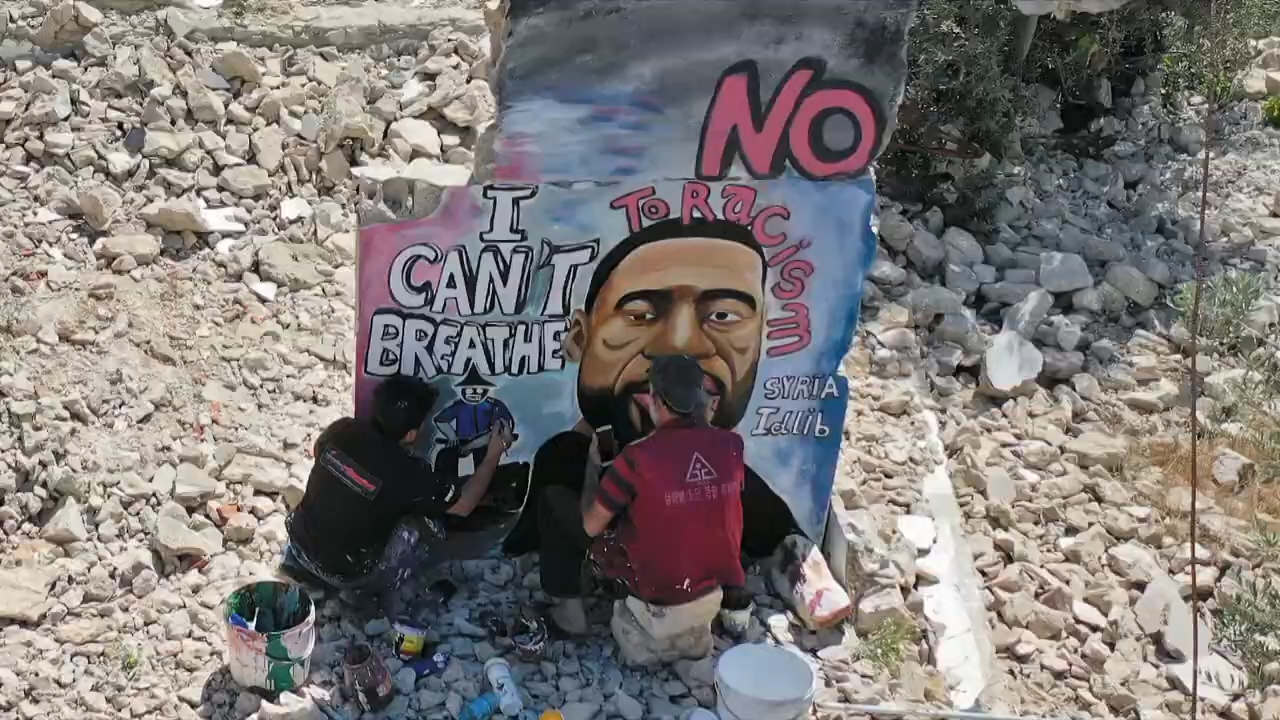 NO
To RacisM
I
CAN'T
BREATHE
SYRIA
Idlib